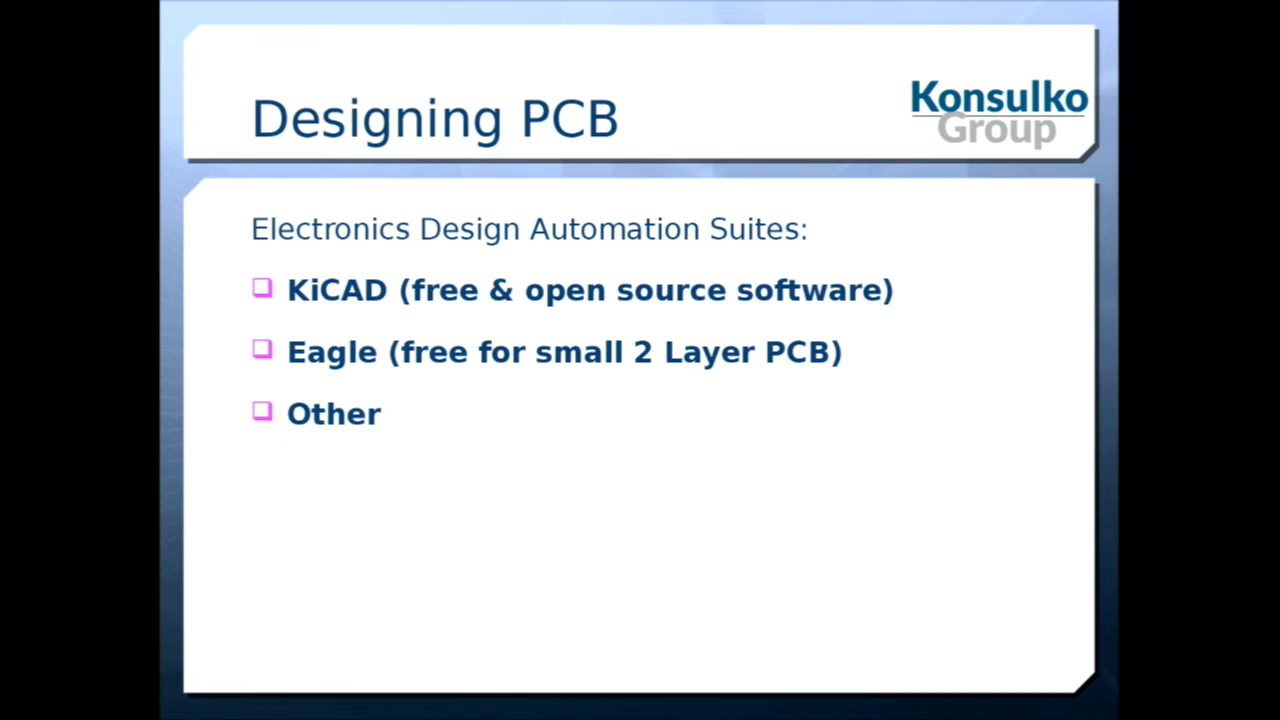 Designing PCB
Konsulko
Group
Electronics Design Automation Suites:
❑ KiCAD (free & open source software)
❑ Eagle (free for small 2 Layer PCB)
❑ Other